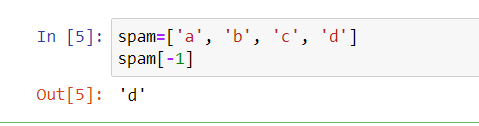 In [5]: spam=['a', 'b', 'c', 'd']
spam[-1]
Out[5]: 'd'